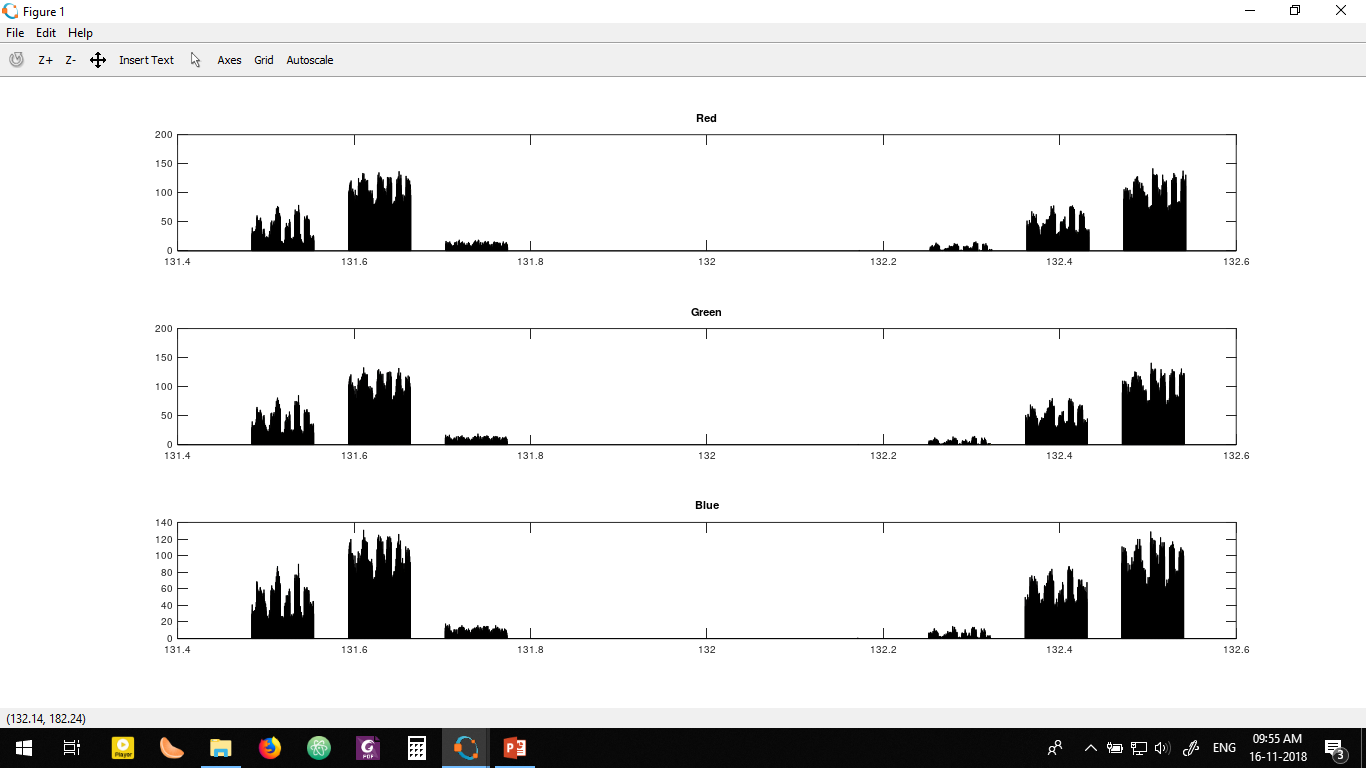 Figure 1
File Edit Help
Z+ Z- Insert Text Axes Grid Autoscale
Red
200
150
100
50
0
131.4 131.6 131.8 132 132.2 132.4 132.6
Green
200
150
100
50
0
131.4 131.6 131.8 132 132.2 132.4 132.6
Blue
140
120
100
80
60
40
20
0
131.4 131.6 131.8 132 132.2 132.4 132.6
(132.14, 182.24)
Player
PDF
ENG
09:55 AM
16-11-2018
3